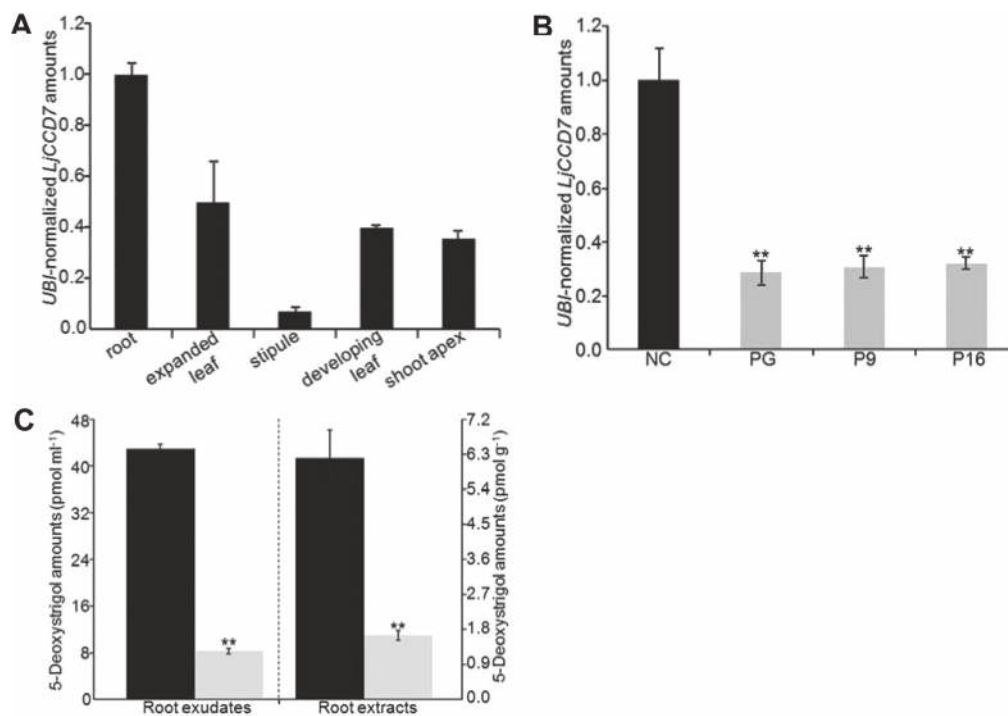 A
UBI-normalized LjCCD7 amounts
1.2
1.0
0.8
0.6
0.4
0.2
0.0
root
expanded leaf
stipule
developing leaf
shoot apex
B
UBI-normalized LjCCD7 amounts
1.2
1.0
0.8
0.6
0.4
0.2
0.0
**
**
**
NC
PG
P9
P16
C
5-Deoxystrigol amounts (pmol ml⁻¹)
48
40
32
24
16
8
0
**
**
7.2
6.3
5.4
4.5
3.6
2.7
1.8
0.9
0.0
5-Deoxystrigol amounts (pmol g⁻¹)
Root exudates
Root extracts